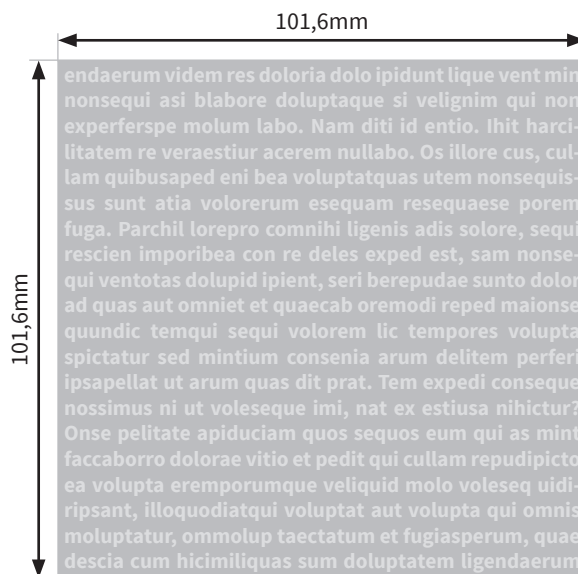 101,6mm
101,6mm
endaerum videm res doloria dolo ipidunt lique vent min
nonsequi asi blabore doluptaque si velignim qui non
experferspe molum labo. Nam diti id entio. Ihit harci-
litatem re veraestiur acerem nullabo. Os illore cus, cul-
lam quibusaped eni bea voluptatquas utem nonsequis-
sus sunt atia volorerum esequam resequaese porem
fuga. Parchil lorepro comnihi ligenis adis solore, sequi
rescien imporibea con re deles exped est, sam nonse-
qui ventotas dolupid ipient, seri berepudae sunto dolor
ad quas aut omniet et quaecab oremodi reped maionse
quundic temqui sequi volorem lic tempores volupta
spictatur sed mintium consenia arum delitem perferi
ipsapellat ut arum quas dit prat. Tem expedi conseque
nossimus ni ut voleseque imi, nat ex estiusa nihictur?
Onse pelitate apiduciam quos sequos eum qui as mint
faccaborro dolorae vitio et pedit qui cullam repudipicto
ea volupta eremporumque veliquid molo voleseq uidi-
ripsant, illoquodiatqui voluptat aut volupta qui omnis
moluptatur, ommolup taectatum et fugiasperum, quae
descia cum hicimiliquas sum doluptatem ligendaerum